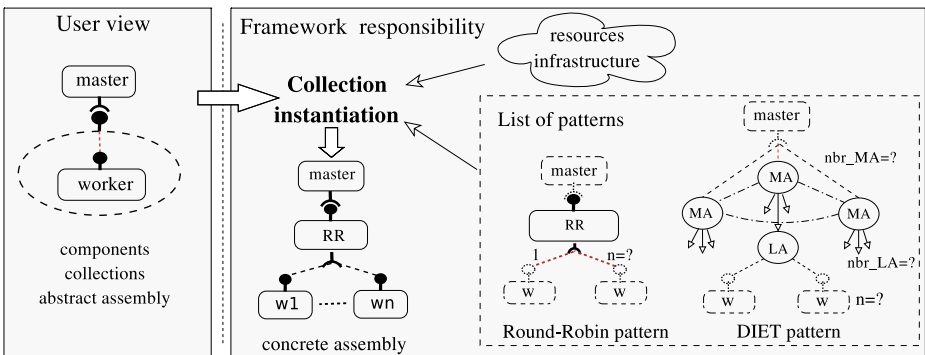 User view
master
worker
components
collections
abstract assembly
Framework responsibility
resources
infrastructure
Collection
instantiation
master
RR
w1
wn
concrete assembly
List of patterns
master
RR
1
n=?
w
w
Round-Robin pattern
master
nbr_MA=?
MA
MA
MA
LA
nbr_LA=?
w
w
n=?
DIET pattern